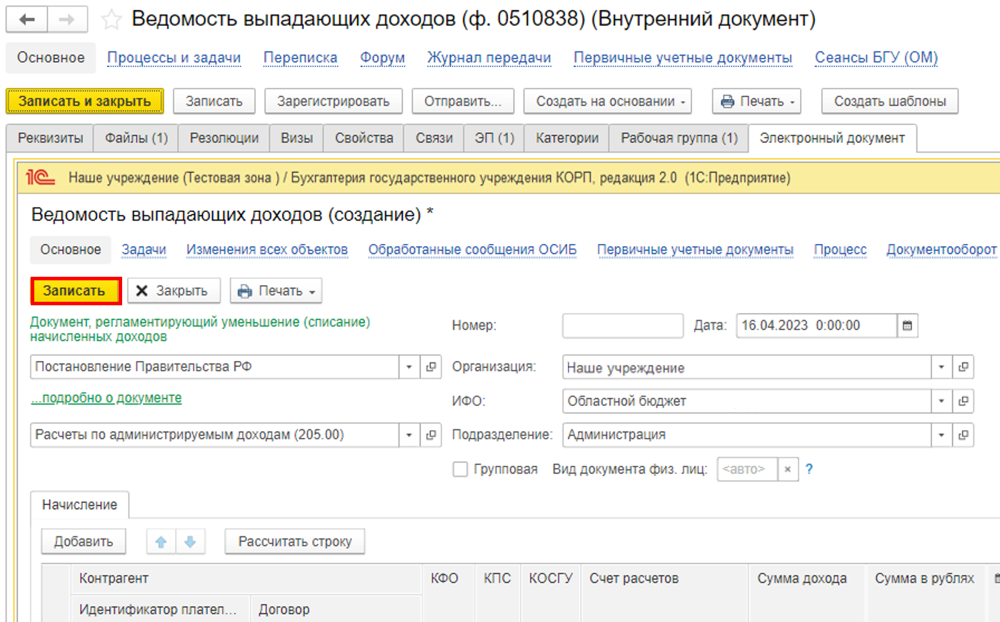 Ведомость выпадающих доходов (ф. 0510838) (Внутренний документ)
Основное Процессы и задачи Переписка Форум Журнал передачи Первичные учетные документы Сеансы БГУ (ОМ)
Записать и закрыть Записать Зарегистрировать Отправить... Создать на основании Печать Создать шаблоны
Реквизиты Файлы (1) Резолюции Визы Свойства Связи ЭП (1) Категории Рабочая группа (1) Электронный документ
1С Наше учреждение (Тестовая зона ) / Бухгалтерия государственного учреждения КОРП, редакция 2.0 (1С:Предприятие)
Ведомость выпадающих доходов (создание) *
Основное Задачи Изменения всех объектов Обработанные сообщения ОСИБ Первичные учетные документы Процесс Документооборот
Записать Закрыть Печать
Документ, регламентирующий уменьшение (списание)
начисленных доходов
Номер: Дата: 16.04.2023 0:00:00
Постановление Правительства РФ Организация: Наше учреждение
...подробно о документе ИФО: Областной бюджет
Расчеты по администрируемым доходам (205.00) Подразделение: Администрация
Групповая Вид документа физ. лиц: <авто> × ?
Начисление
Добавить Рассчитать строку
Контрагент КФО КПС КОСГУ Счет расчетов Сумма дохода Сумма в рублях
Идентификатор плател... Договор